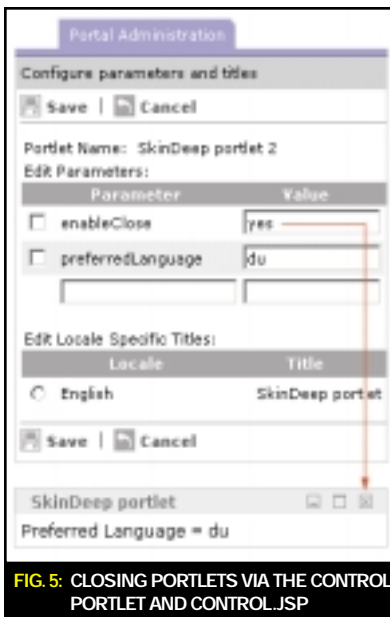 Portal Administration
Configure parameters and titles
Save | Cancel
Portlet Name: SkinDeep portlet 2
Edit Parameters:
Parameter Value
enableClose yes
preferredLanguage du
Edit Locale Specific Titles:
Locale Title
English SkinDeep portlet
Save | Cancel
SkinDeep portlet
Preferred Language = du
FIG. 5: CLOSING PORTLETS VIA THE CONTROL
PORTLET AND CONTROL.JSP